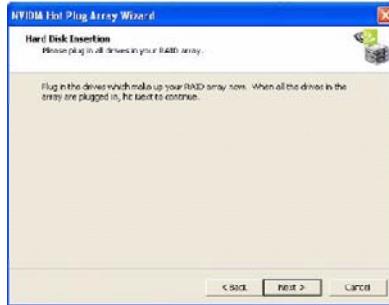 NVIDIA Hot Plug Array Wizard
Hard Disk Insertion
Please plug in all drives in your RAID array.
Plug in the drives which make up your RAID array now. When all the drives in the
array are plugged in, hit Next to continue.
< Back Next > Cancel